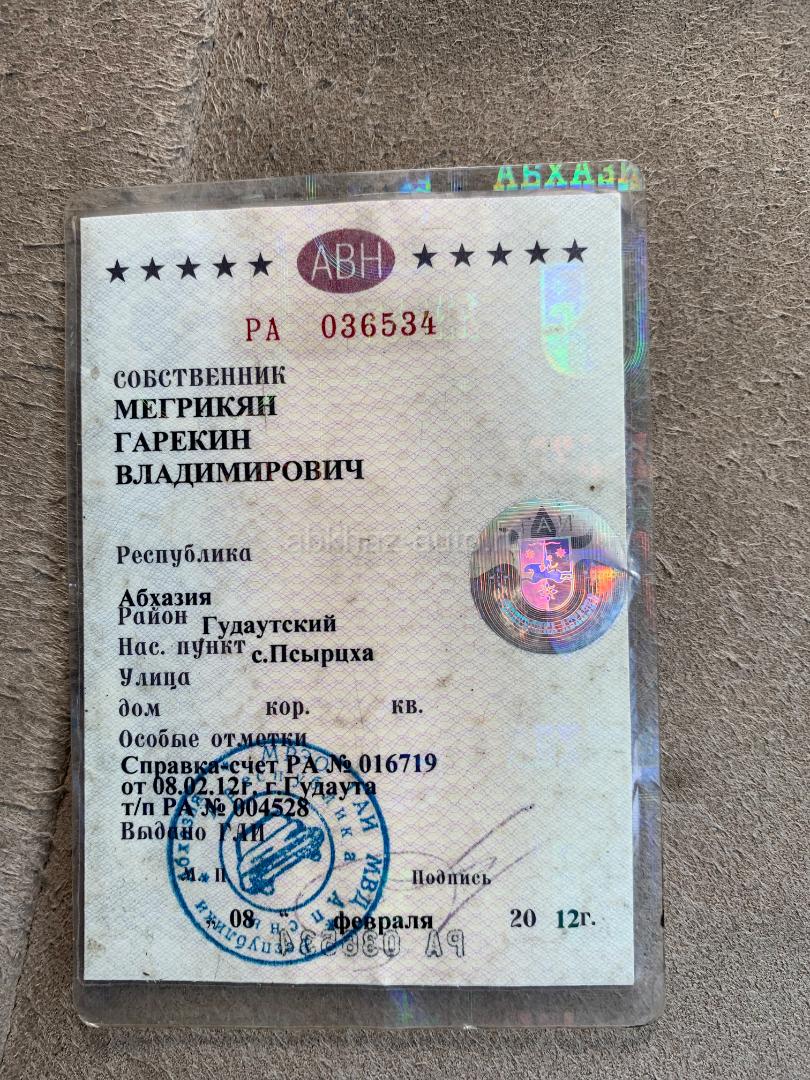 АБХАЗИ
АВН
РА 036534
СОБСТВЕННИК
МЕГРИКЯН
ГАРЕКИН
ВЛАДИМИРОВИЧ
abkhaz-auto
Республика
Абхазия
Район Гудаутский
Нас. пункт с.Псырцха
Улица
дом кор. кв.
Особые отметки
Справка-счет РА № 016719
от 08.02.12г. г.Гудаута
т/п РА № 004528
Выдано ГАИ
М. П
Подпись
08 “ февраля 20 12г.
РА 036534